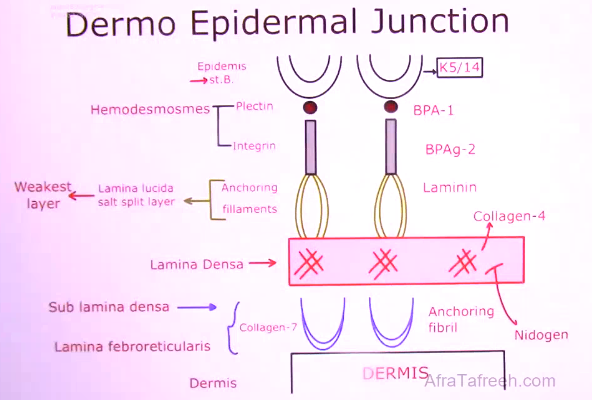 Dermo Epidermal Junction
Epidemis
st.B.
K5/14
Hemodesmosmes
Plectin
BPA-1
Integrin
BPAg-2
Weakest
layer
Lamina lucida
salt split layer
Anchoring
fillaments
Laminin
Collagen-4
Lamina Densa
Sub lamina densa
Collagen-7
Anchoring
fibril
Nidogen
Lamina febroreticularis
Dermis
DERMIS
AfraTafreeh.com